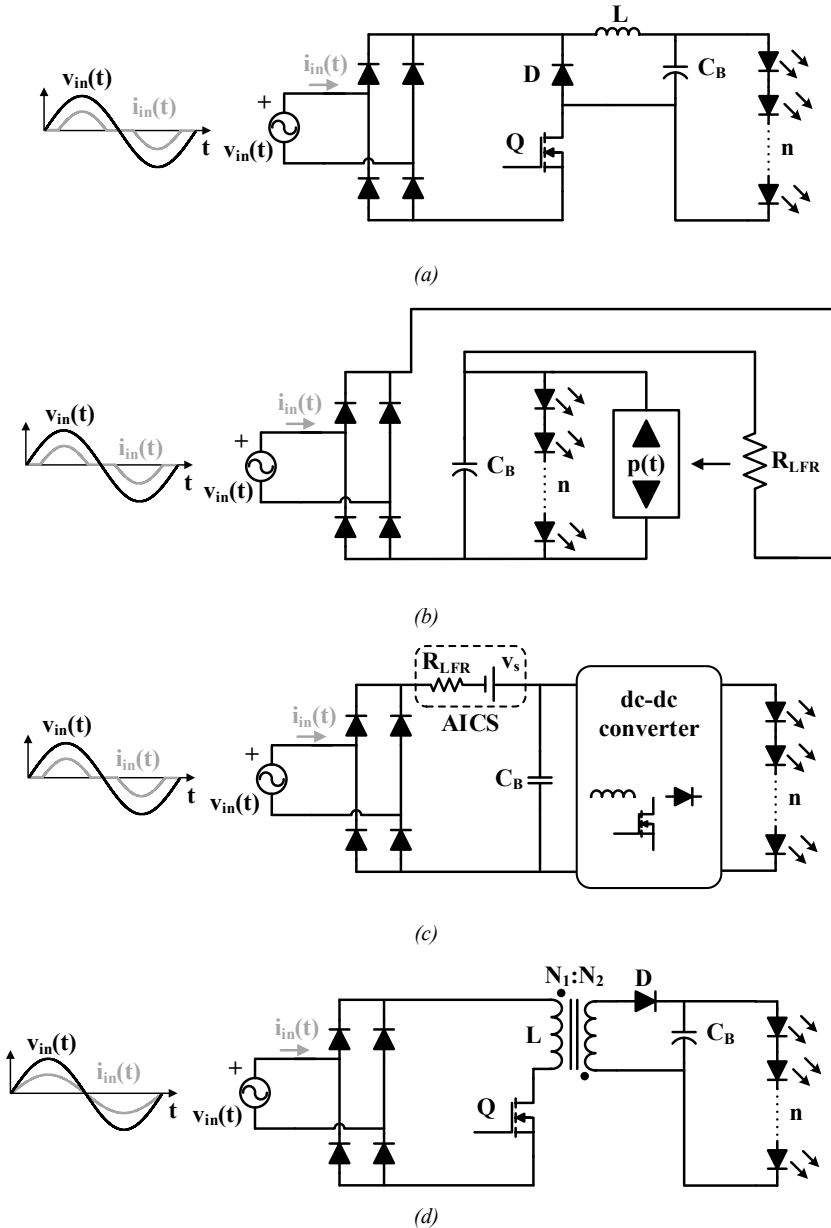 L
v_in(t)
i_in(t)
t
i_in(t)
+
v_in(t)
D
Q
C_B
n
(a)
v_in(t)
i_in(t)
t
i_in(t)
+
v_in(t)
C_B
n
p(t)
R_LFR
(b)
v_in(t)
i_in(t)
t
i_in(t)
+
v_in(t)
R_LFR
v_s
AICS
C_B
dc-dc
converter
n
(c)
v_in(t)
i_in(t)
t
i_in(t)
+
v_in(t)
N_1:N_2
L
D
Q
C_B
n
(d)